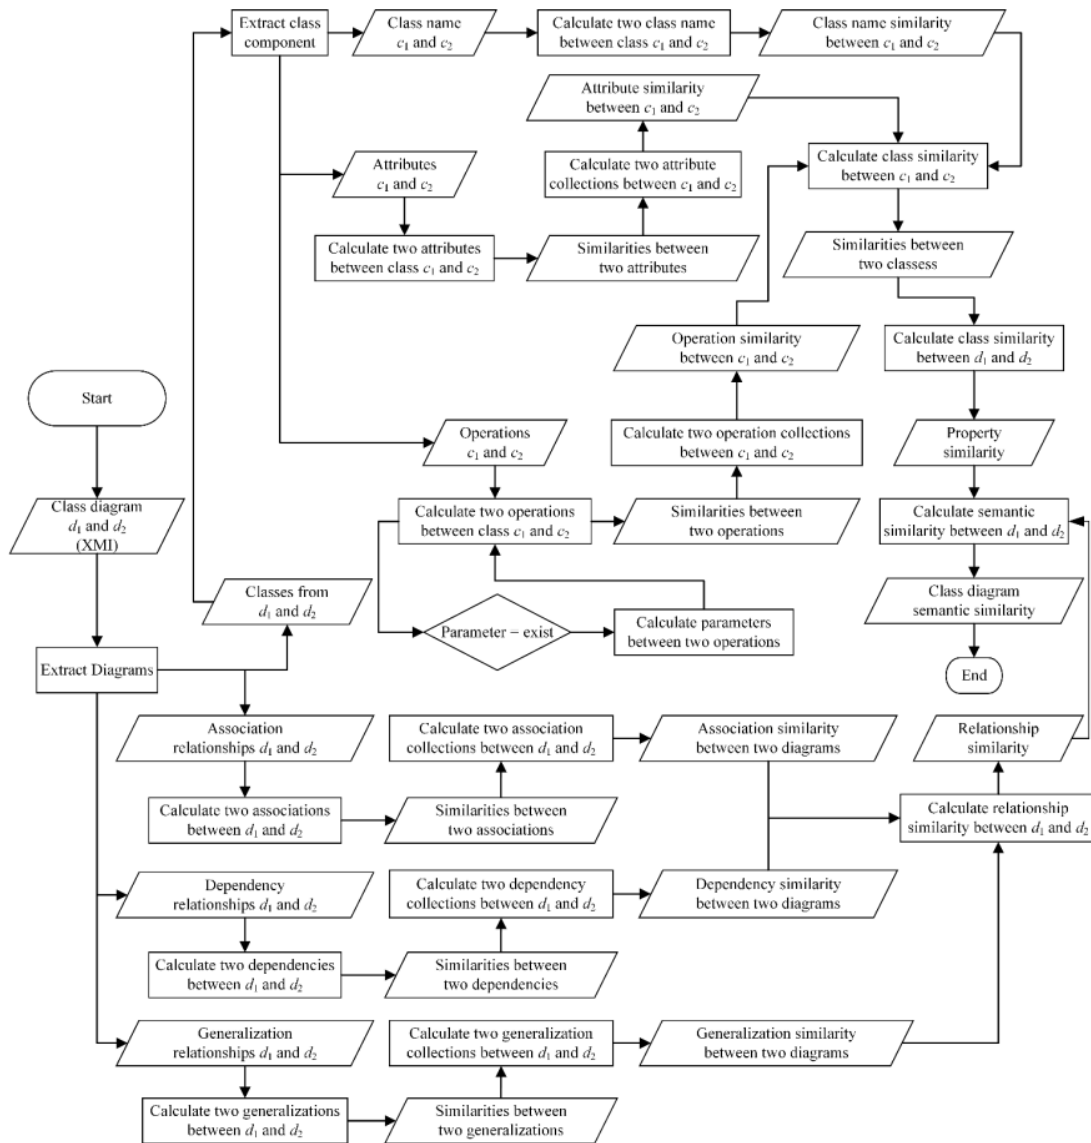 Extract class
component
Class name
c₁ and c₂
Calculate two class name
between class c₁ and c₂
Class name similarity
between c₁ and c₂
Attribute similarity
between c₁ and c₂
Attributes
c₁ and c₂
Calculate two attribute
collections between c₁ and c₂
Calculate class similarity
between c₁ and c₂
Calculate two attributes
between class c₁ and c₂
Similarities between
two attributes
Similarities between
two classess
Operation similarity
between c₁ and c₂
Calculate class similarity
between d₁ and d₂
Start
Operations
c₁ and c₂
Calculate two operation collections
between c₁ and c₂
Property
similarity
Class diagram
d₁ and d₂
(XMI)
Calculate two operations
between class c₁ and c₂
Similarities between
two operations
Calculate semantic
similarity between d₁ and d₂
Classes from
d₁ and d₂
Parameter – exist
Calculate parameters
between two operations
Class diagram
semantic similarity
Extract Diagrams
End
Association
relationships d₁ and d₂
Calculate two association
collections between d₁ and d₂
Association similarity
between two diagrams
Relationship
similarity
Calculate two associations
between d₁ and d₂
Similarities between
two associations
Calculate relationship
similarity between d₁ and d₂
Dependency
relationships d₁ and d₂
Calculate two dependency
collections between d₁ and d₂
Dependency similarity
between two diagrams
Calculate two dependencies
between d₁ and d₂
Similarities between
two dependencies
Generalization
relationships d₁ and d₂
Calculate two generalization
collections between d₁ and d₂
Generalization similarity
between two diagrams
Calculate two generalizations
between d₁ and d₂
Similarities between
two generalizations